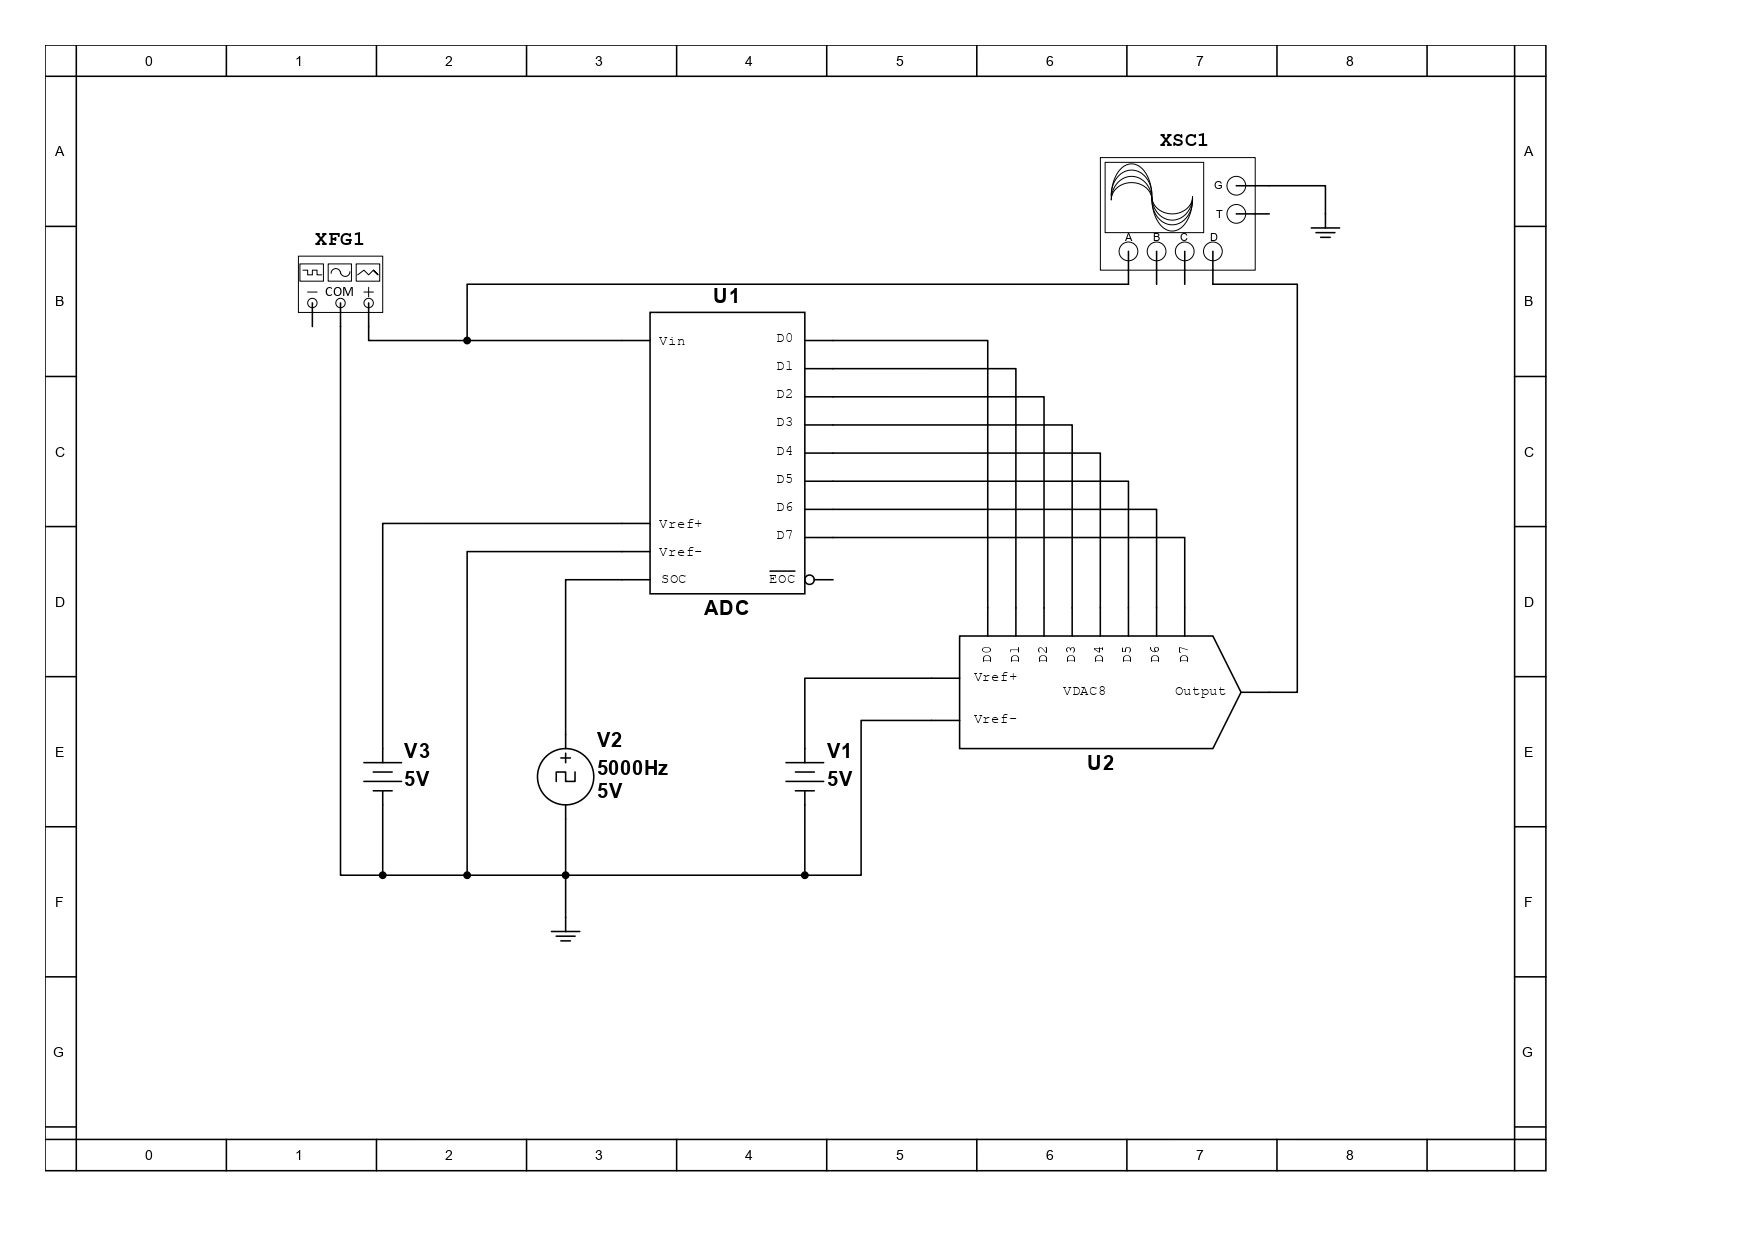 0 1 2 3 4 5 6 7 8
A A
XSC1
G
T
A B C D
XFG1
− COM +
B B
U1
Vin D0
D1
D2
D3
C C
D4
D5
D6
D7
Vref+
Vref-
SOC EOC
ADC
D D
D0 D1 D2 D3 D4 D5 D6 D7
Vref+
VDAC8 Output
Vref-
U2
E E
V3
5V
V2
5000Hz
5V
V1
5V
F F
G G
0 1 2 3 4 5 6 7 8